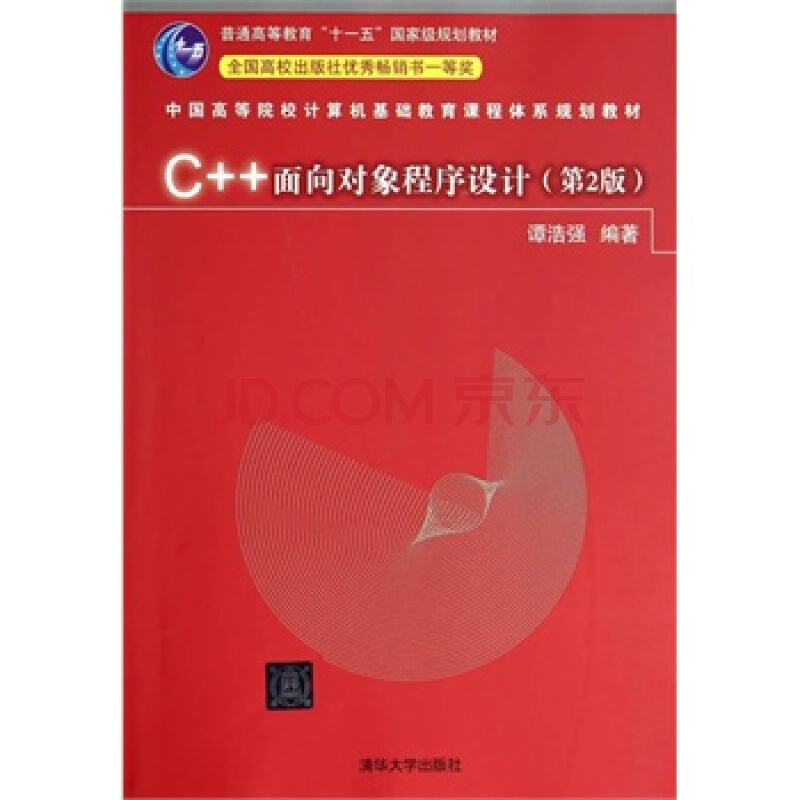 普通高等教育“十一五”国家级规划教材
十一五
全国高校出版社优秀畅销书一等奖
中国高等院校计算机基础教育课程体系规划教材
C++面向对象程序设计（第2版）
谭浩强 编著
JD.COM 京东
清华大学出版社